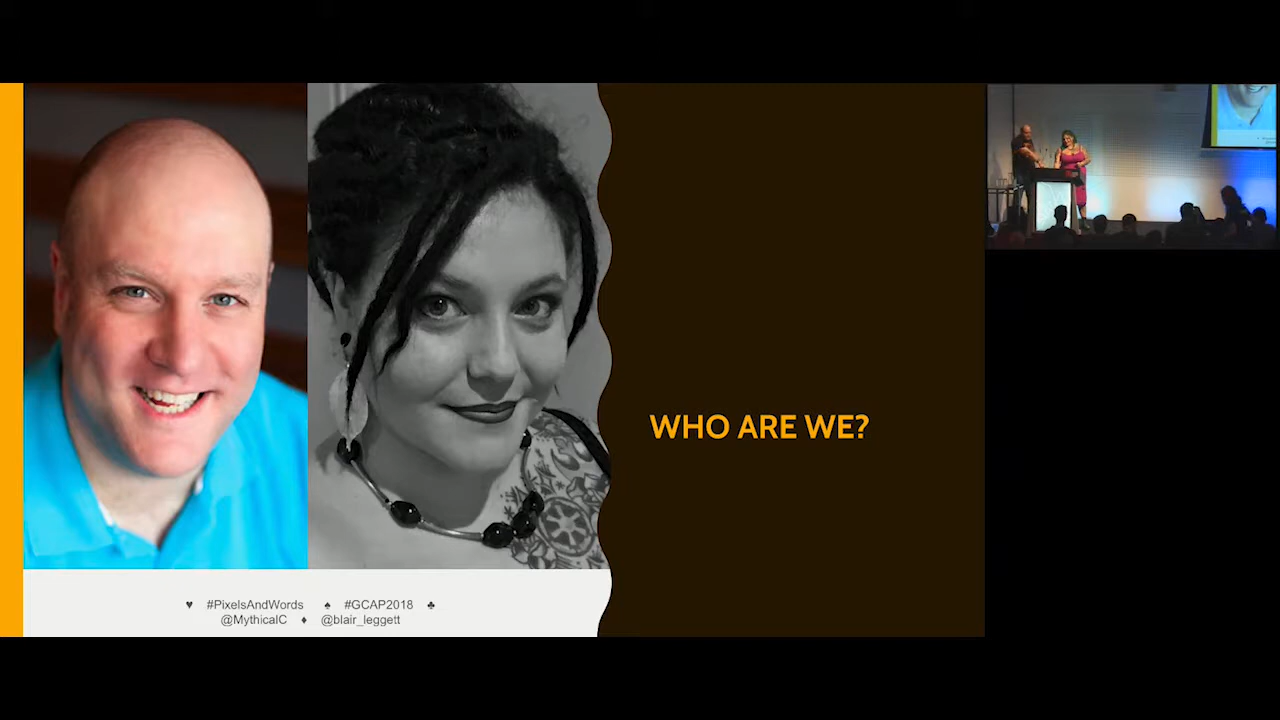 WHO ARE WE?
♥ #PixelsAndWords ♠ #GCAP2018 ♣
@MythicalC ♦ @blair_leggett